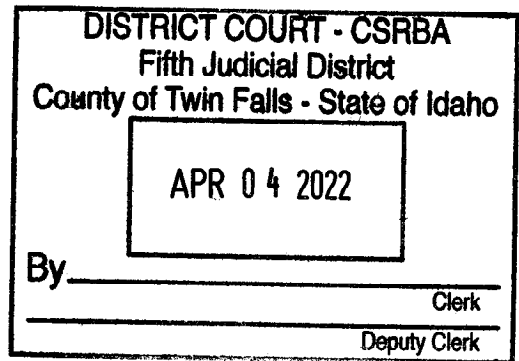 DISTRICT COURT - CSRBA
Fifth Judicial District
County of Twin Falls - State of Idaho
APR 04 2022
By
Clerk
Deputy Clerk